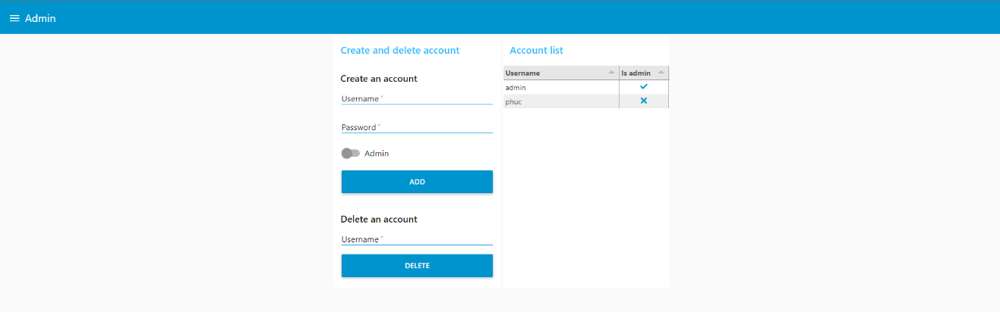 Admin
Create and delete account
Create an account
Username *
Password *
Admin
ADD
Delete an account
Username *
DELETE
Account list
Username Is admin
admin
phuc